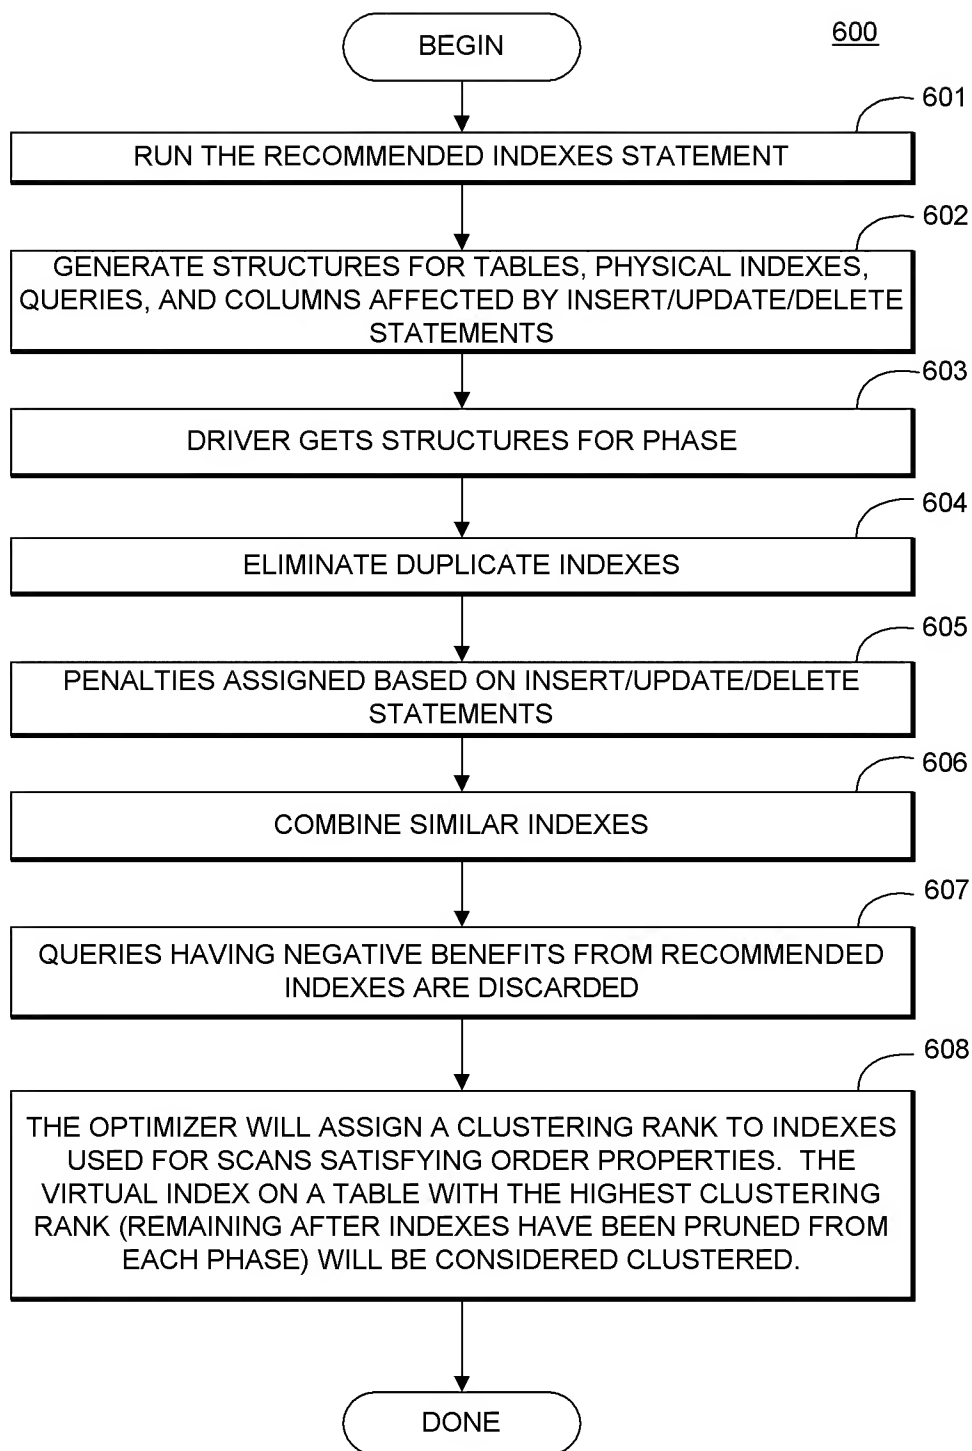 BEGIN
600
601
RUN THE RECOMMENDED INDEXES STATEMENT
602
GENERATE STRUCTURES FOR TABLES, PHYSICAL INDEXES,
QUERIES, AND COLUMNS AFFECTED BY INSERT/UPDATE/DELETE
STATEMENTS
603
DRIVER GETS STRUCTURES FOR PHASE
604
ELIMINATE DUPLICATE INDEXES
605
PENALTIES ASSIGNED BASED ON INSERT/UPDATE/DELETE
STATEMENTS
606
COMBINE SIMILAR INDEXES
607
QUERIES HAVING NEGATIVE BENEFITS FROM RECOMMENDED
INDEXES ARE DISCARDED
608
THE OPTIMIZER WILL ASSIGN A CLUSTERING RANK TO INDEXES
USED FOR SCANS SATISFYING ORDER PROPERTIES. THE
VIRTUAL INDEX ON A TABLE WITH THE HIGHEST CLUSTERING
RANK (REMAINING AFTER INDEXES HAVE BEEN PRUNED FROM
EACH PHASE) WILL BE CONSIDERED CLUSTERED.
DONE